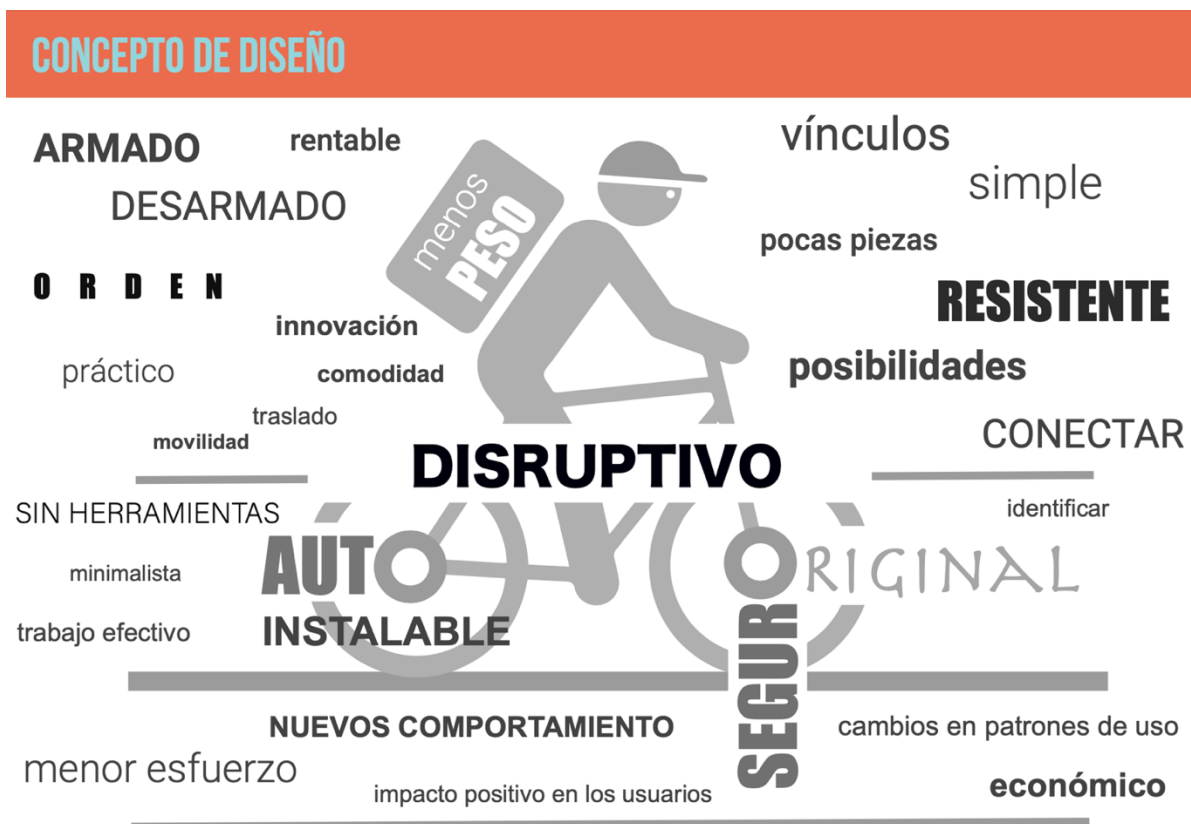 CONCEPTO DE DISEÑO
ARMADO
rentable
DESARMADO
ORDEN
innovación
práctico
comodidad
traslado
movilidad
menos
PESO
vínculos
simple
pocas piezas
RESISTENTE
posibilidades
CONECTAR
DISRUPTIVO
SIN HERRAMIENTAS
identificar
minimalista
AUTO
INSTALABLE
ORIGINAL
SEGURO
trabajo efectivo
NUEVOS COMPORTAMIENTO
cambios en patrones de uso
menor esfuerzo
impacto positivo en los usuarios
económico